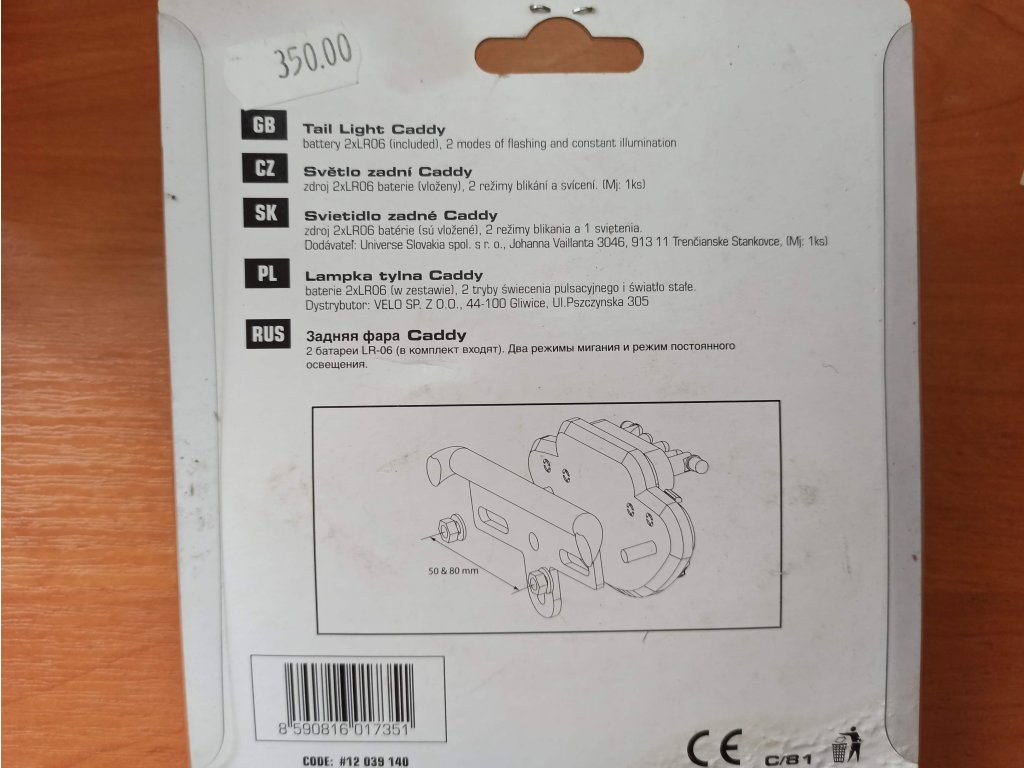 350.00
GB
Tail Light Caddy
battery 2xLR06 (included), 2 modes of flashing and constant illumination
CZ
Světlo zadní Caddy
zdroj 2xLR06 baterie (vloženy), 2 režimy blikání a svícení. (Mj: 1ks)
SK
Svietidlo zadné Caddy
zdroj 2xLR06 batérie (sú vložené), 2 režimy blikania a 1 svietenia.
Dodávateľ: Universe Slovakia spol. s r. o., Johanna Vaillanta 3046, 913 11 Trenčianske Stankovce, (Mj: 1ks)
PL
Lampka tylna Caddy
baterie 2xLR06 (w zestawie), 2 tryby świecenia pulsacyjnego i światło stałe.
Dystrybutor: VELO SP. Z O.O., 44-100 Gliwice, Ul.Pszczynska 305
RUS
Задняя фара Caddy
2 батареи LR-06 (в комплект входят). Два режимы мигания и режим постоянного
освещения.
50 & 80 mm
8 590816 017351
CODE: #12 039 140
CE
C/81